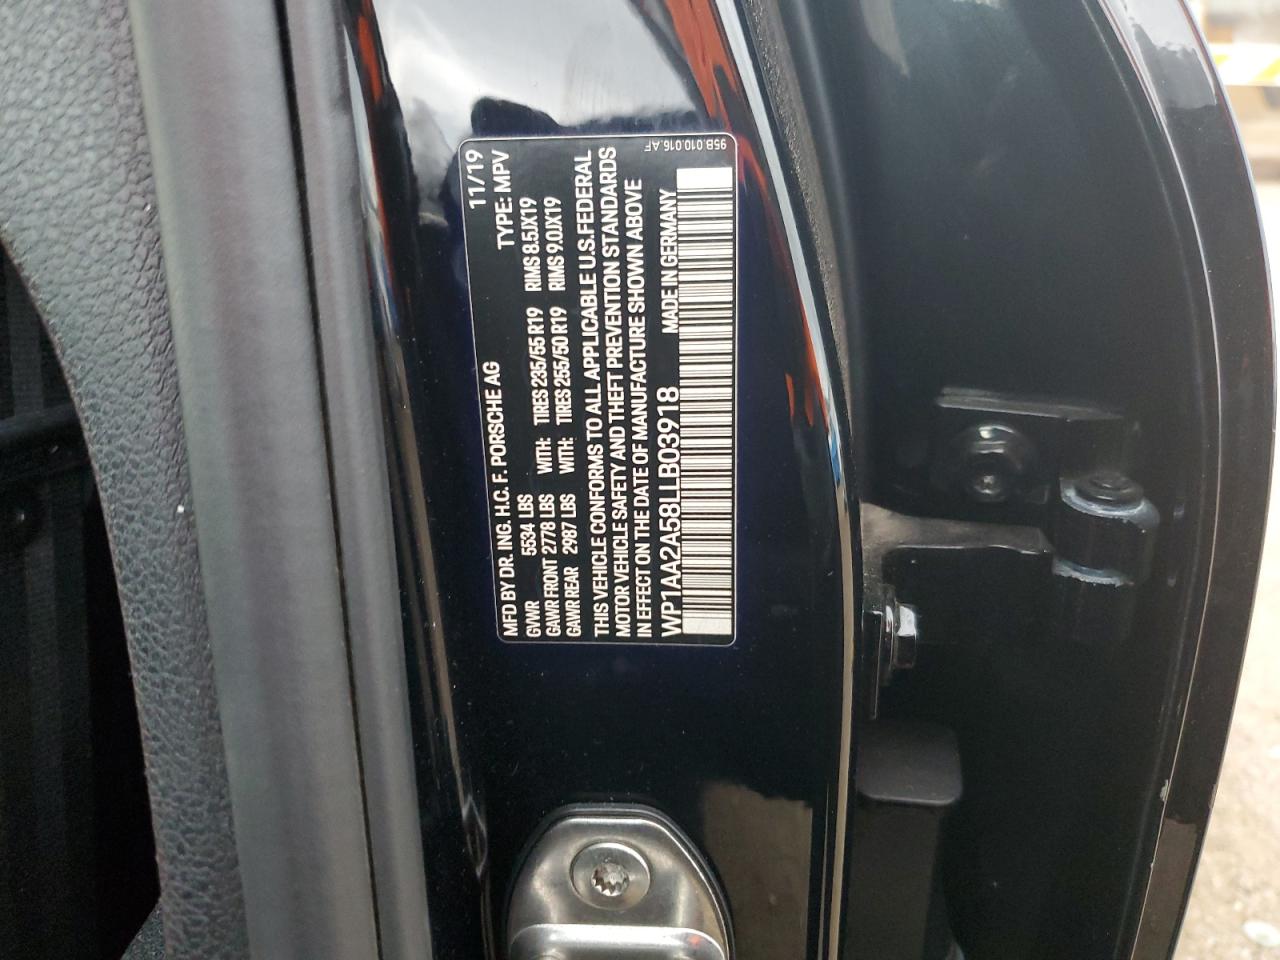 11/19
MFD BY DR. ING. H.C. F. PORSCHE AG TYPE: MPV
GVWR 5534 LBS WITH: TIRES 235/55 R19 RIMS 8.5JX19
GAWR FRONT 2778 LBS WITH: TIRES 255/50 R19 RIMS 9.0JX19
GAWR REAR 2987 LBS
THIS VEHICLE CONFORMS TO ALL APPLICABLE U.S.FEDERAL
MOTOR VEHICLE SAFETY AND THEFT PREVENTION STANDARDS
IN EFFECT ON THE DATE OF MANUFACTURE SHOWN ABOVE
WP1AA2A58LLB03918 MADE IN GERMANY
95B.010.016.AF